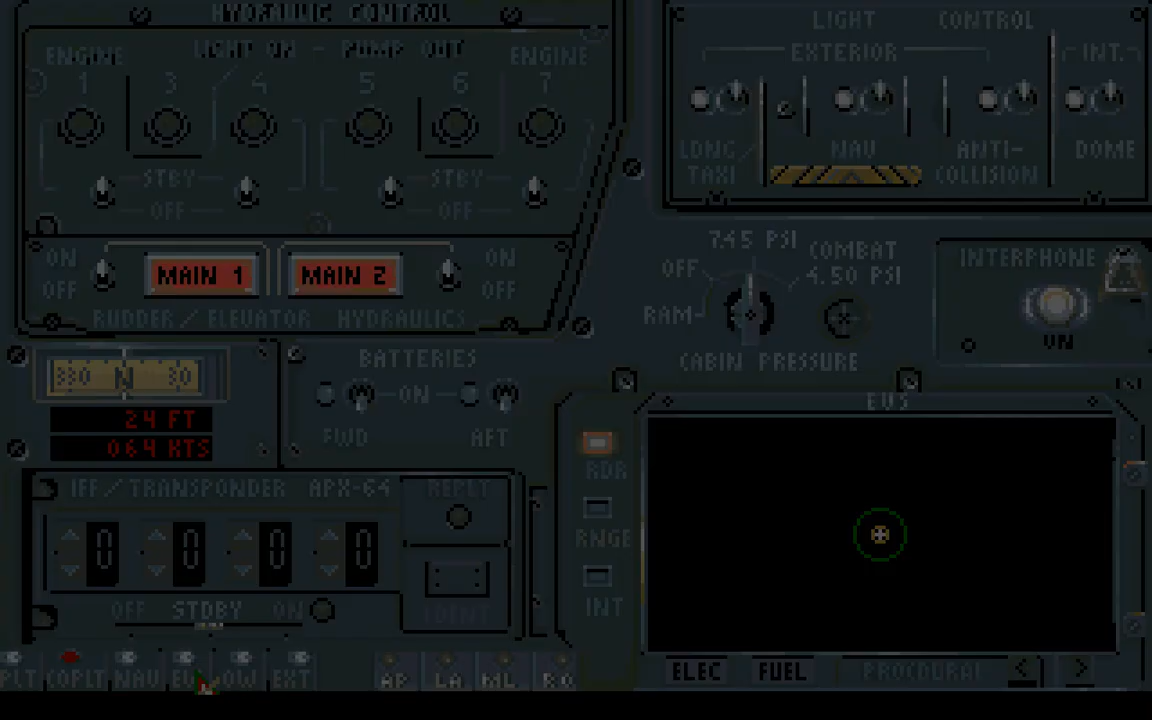 HYDRAULIC CONTROL
LIGHT ON - PUMP OUT
ENGINE
ENGINE
1 3 4 5 6 7
STBY
STBY
OFF
OFF
ON
OFF
MAIN 1
MAIN 2
ON
OFF
RUDDER / ELEVATOR HYDRAULICS
LIGHT CONTROL
EXTERIOR
INT.
LDNG/
TAXI
NAV
ANTI-
COLLISION
DOME
7.45 PSI
OFF
COMBAT
4.50 PSI
RAM
CABIN PRESSURE
INTERPHONE
330 N 30
24 FT
064 KTS
BATTERIES
ON
FWD
AFT
IFF/TRANSPONDER APX-64
REPLY
0 0 0 0
OFF STDBY ON
IDENT
EVS
RDR
RNGE
INT
PLT COPLT NAV EXT
AP LA ML
ELEC FUEL PROCDURAL < >